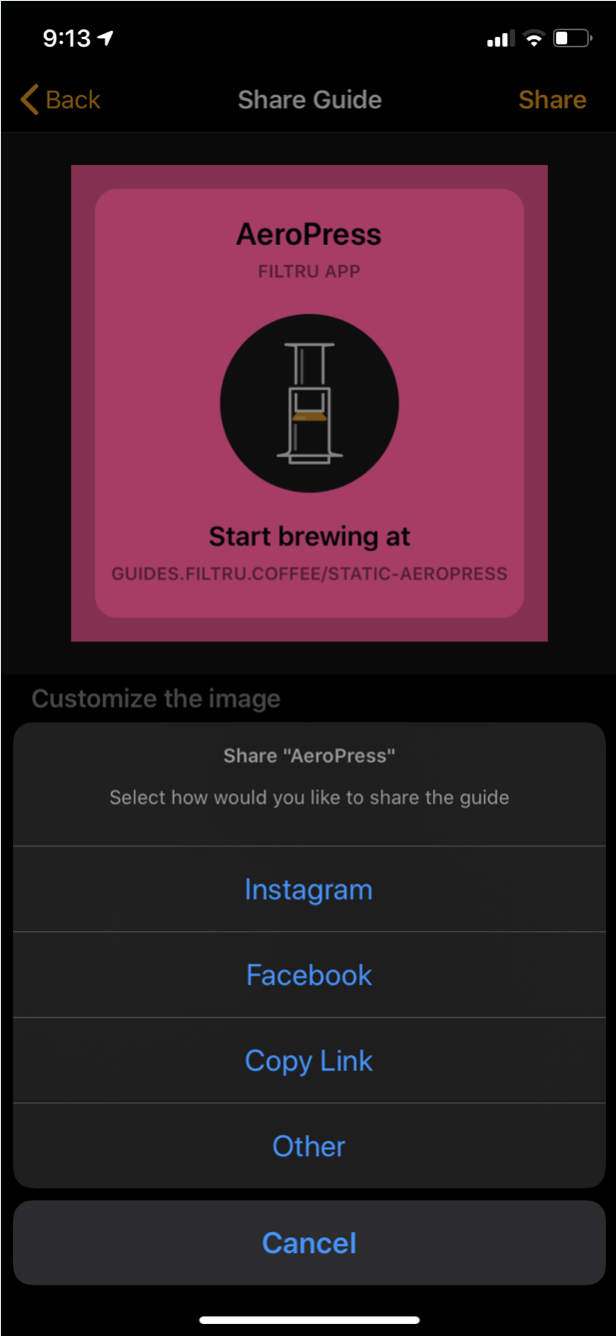 9:13
Back
Share Guide
Share
AeroPress
FILTRU APP
Start brewing at
GUIDES.FILTRU.COFFEE/STATIC-AEROPRESS
Customize the image
Share "AeroPress"
Select how would you like to share the guide
Instagram
Facebook
Copy Link
Other
Cancel